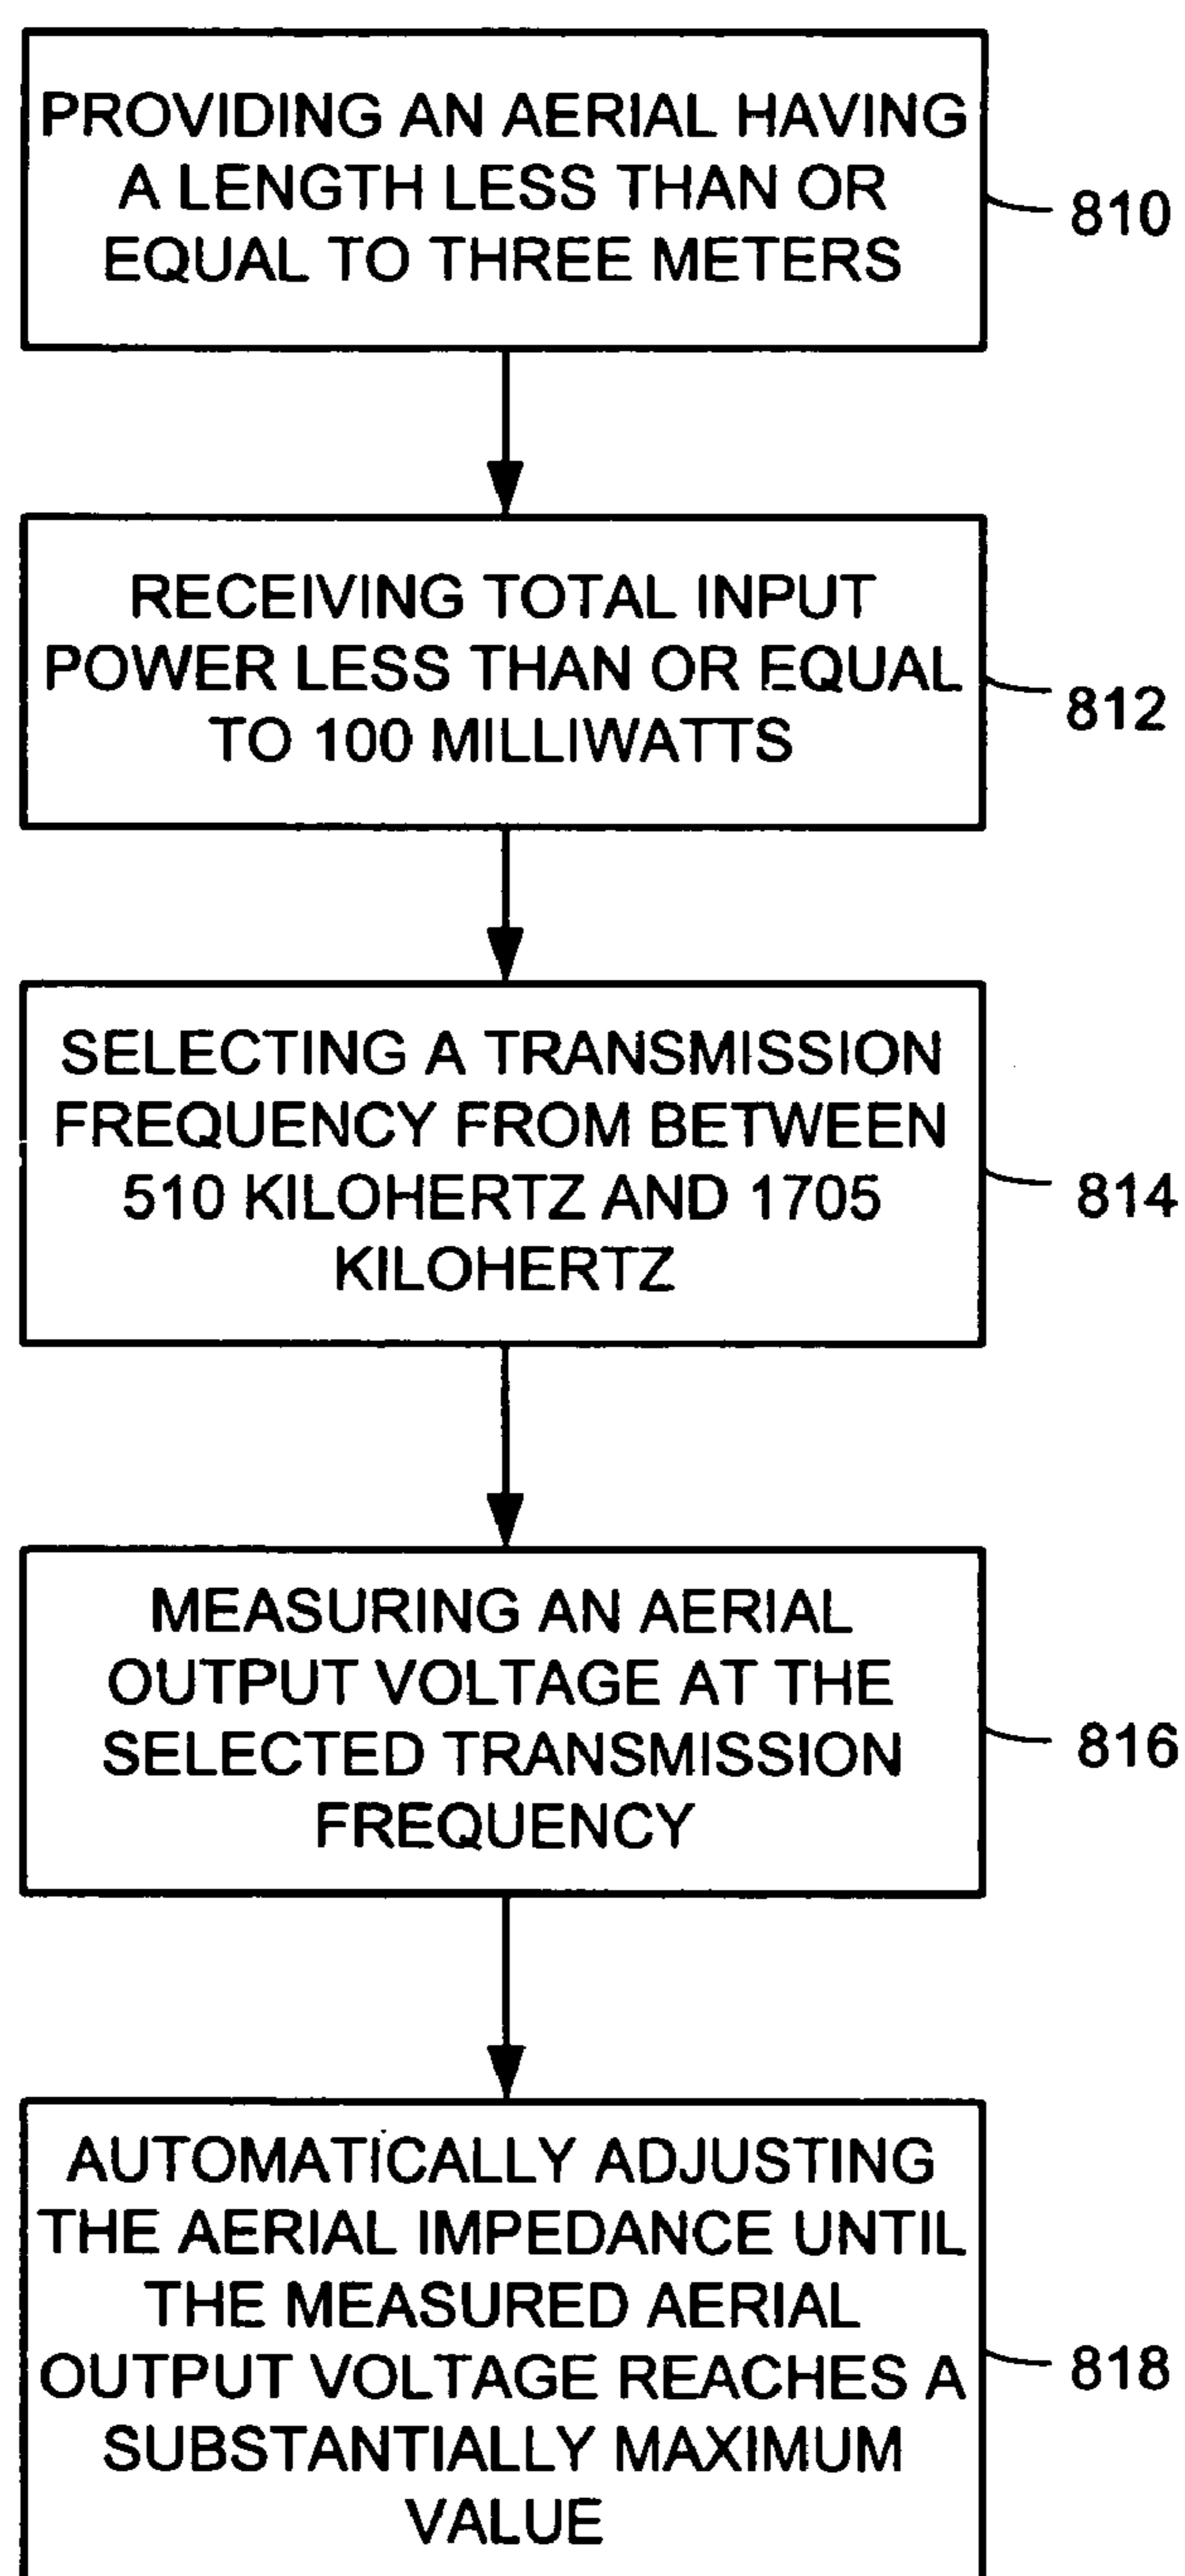 PROVIDING AN AERIAL HAVING
A LENGTH LESS THAN OR
EQUAL TO THREE METERS
810
RECEIVING TOTAL INPUT
POWER LESS THAN OR EQUAL
TO 100 MILLIWATTS
812
SELECTING A TRANSMISSION
FREQUENCY FROM BETWEEN
510 KILOHERTZ AND 1705
KILOHERTZ
814
MEASURING AN AERIAL
OUTPUT VOLTAGE AT THE
SELECTED TRANSMISSION
FREQUENCY
816
AUTOMATICALLY ADJUSTING
THE AERIAL IMPEDANCE UNTIL
THE MEASURED AERIAL
OUTPUT VOLTAGE REACHES A
SUBSTANTIALLY MAXIMUM
VALUE
818